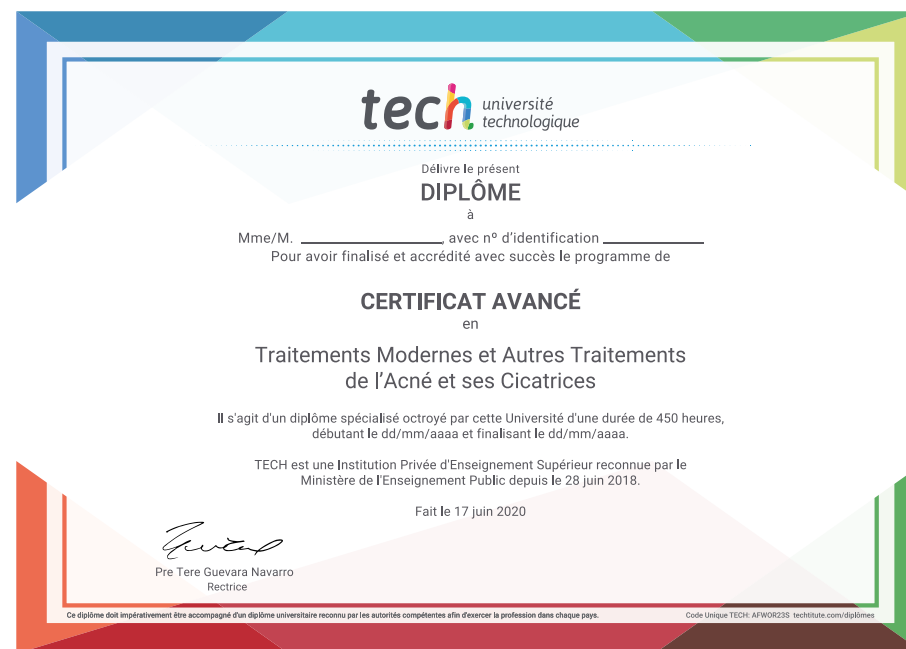 tech université
technologique
Délivre le présent
DIPLÔME
à
Mme/M. ____________________, avec nº d'identification ______________
Pour avoir finalisé et accrédité avec succès le programme de
CERTIFICAT AVANCÉ
en
Traitements Modernes et Autres Traitements
de l'Acné et ses Cicatrices
Il s'agit d'un diplôme spécialisé octroyé par cette Université d'une durée de 450 heures,
débutant le dd/mm/aaaa et finalisant le dd/mm/aaaa.
TECH est une Institution Privée d'Enseignement Supérieur reconnue par le
Ministère de l'Enseignement Public depuis le 28 juin 2018.
Fait le 17 juin 2020
Pre Tere Guevara Navarro
Rectrice
Ce diplôme doit impérativement être accompagné d'un diplôme universitaire reconnu par les autorités compétentes afin d'exercer la profession dans chaque pays.
Code Unique TECH: AFWOR23S techtitute.com/diplômes